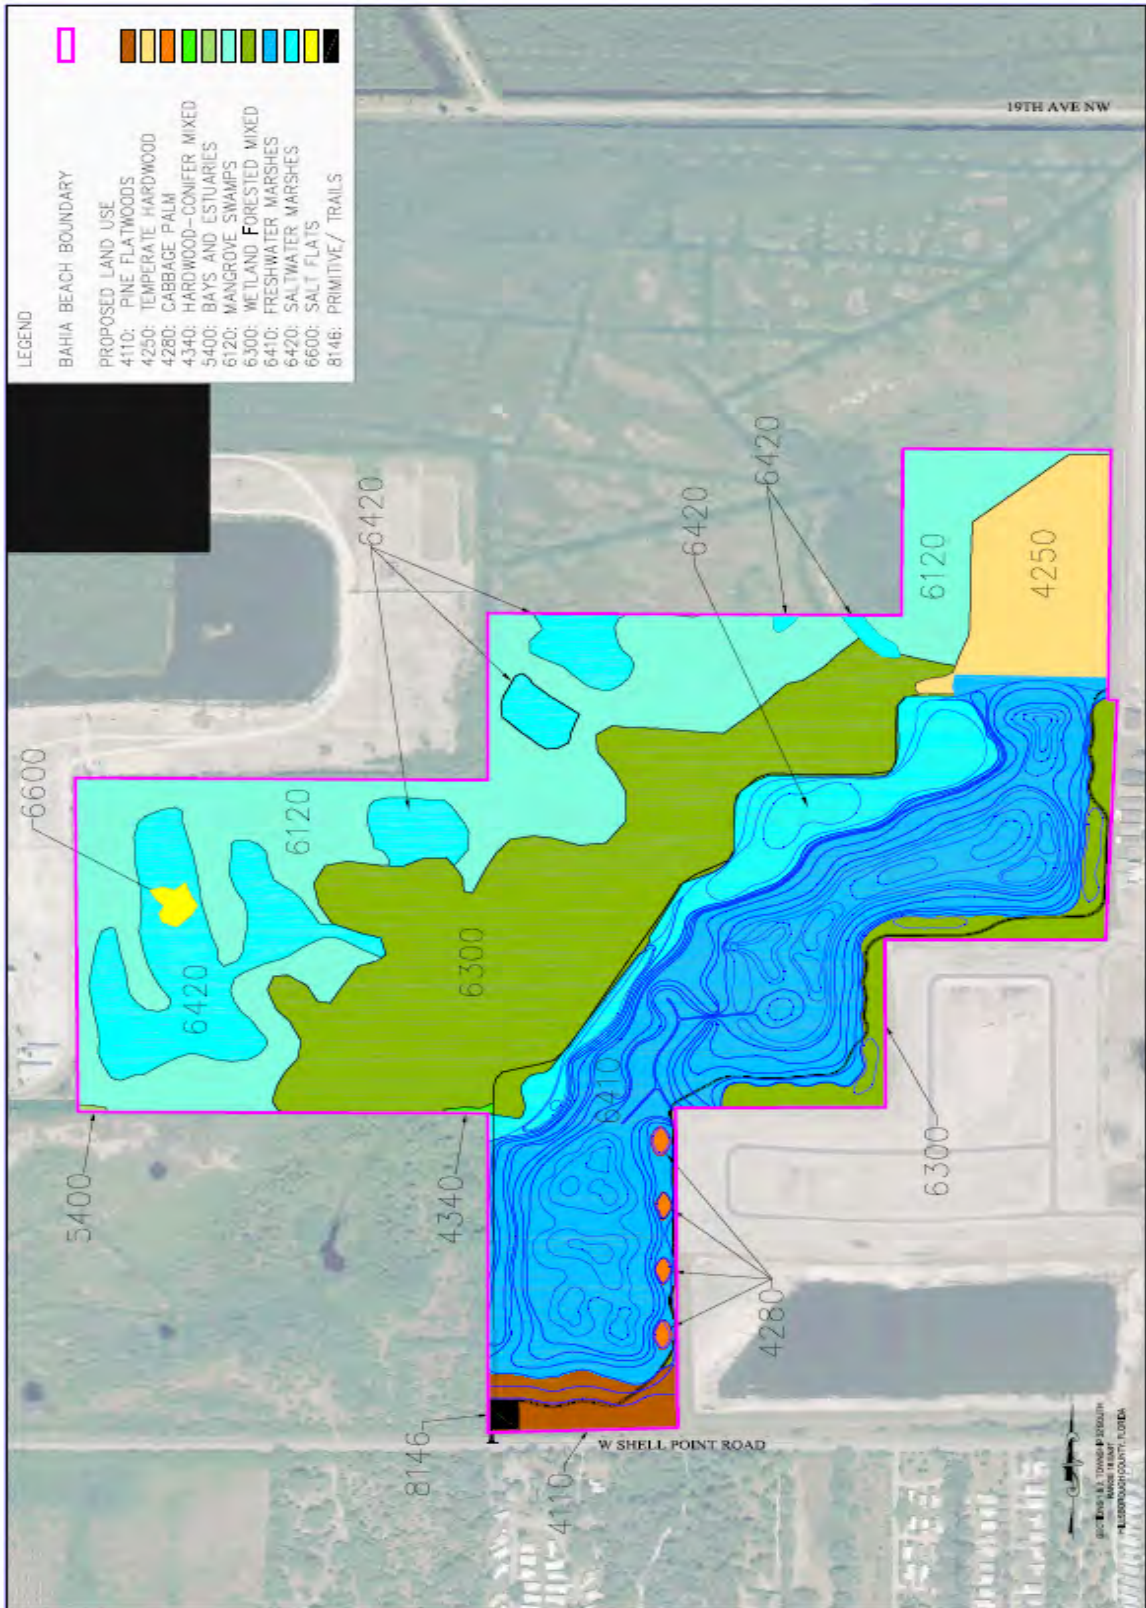 LEGEND
BAHIA BEACH BOUNDARY
PROPOSED LAND USE
4110: PINE FLATWOODS
4250: TEMPERATE HARDWOOD
4280: CABBAGE PALM
4340: HARDWOOD-CONIFER MIXED
5400: BAYS AND ESTUARIES
6120: MANGROVE SWAMPS
6300: WETLAND FORESTED MIXED
6410: FRESHWATER MARSHES
6420: SALTWATER MARSHES
6600: SALT FLATS
8146: PRIMITIVE/ TRAILS
19TH AVE NW
6420
6420
6420
6120
4250
6600
6120
6420
6300
6410
5400
4340
6300
4280
8146
4110
W SHELL POINT ROAD
HILLSBOROUGH COUNTY, FLORIDA